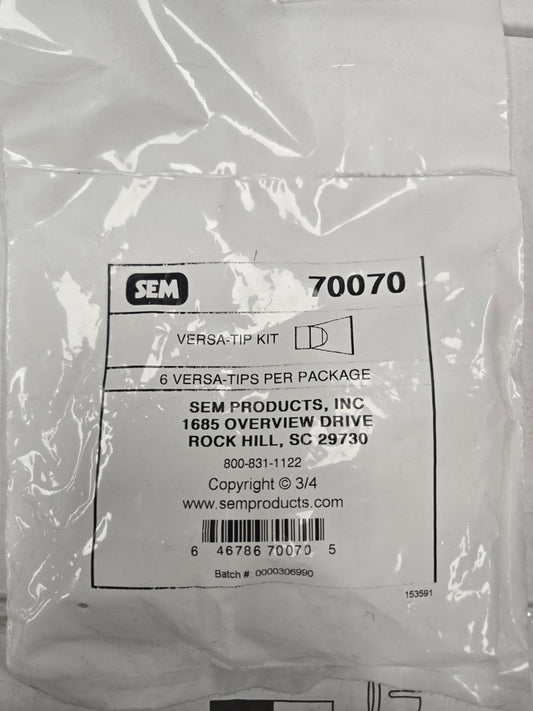 SEM 70070
VERSA-TIP KIT
6 VERSA-TIPS PER PACKAGE
SEM PRODUCTS, INC
1685 OVERVIEW DRIVE
ROCK HILL, SC 29730
800-831-1122
Copyright © 3/4
www.semproducts.com
6 46786 70070 5
Batch #: 0000306990
153591